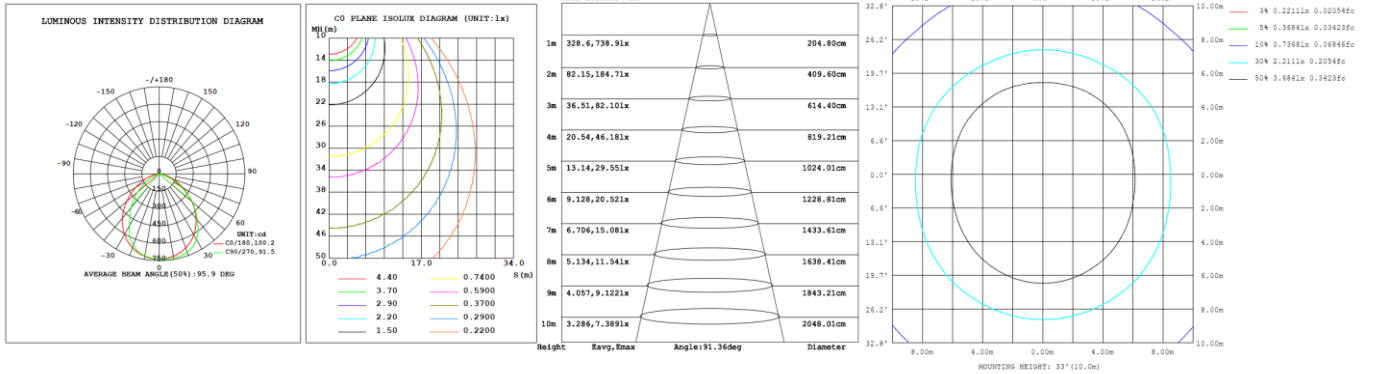 LUMINOUS INTENSITY DISTRIBUTION DIAGRAM
-/+180
-150
150
-120
120
-90
90
-60
60
-30
30
0
0
150
300
450
600
750
UNIT:cd
C0/180,100.2
C90/270,91.5
AVERAGE BEAM ANGLE(50%):95.9 DEG
C0 PLANE ISOLUX DIAGRAM (UNIT:lx)
MH(m)
10
14
18
22
26
30
34
38
42
46
50
0.0
17.0
34.0
S(m)
4.40
0.7400
3.70
0.5900
2.90
0.3700
2.20
0.2900
1.50
0.2200
1m 328.6,738.9lx 204.80cm
2m 82.15,184.7lx 409.60cm
3m 36.51,82.10lx 614.40cm
4m 20.54,46.18lx 819.21cm
5m 13.14,29.55lx 1024.01cm
6m 9.128,20.52lx 1228.81cm
7m 6.706,15.08lx 1433.61cm
8m 5.134,11.54lx 1638.41cm
9m 4.057,9.122lx 1843.21cm
10m 3.286,7.389lx 2048.01cm
Height Eavg,Emax Angle:91.36deg Diameter
32.8'
26.2'
19.7'
13.1'
6.6'
0.0'
6.6'
13.1'
19.7'
26.2'
32.8'
10.00m
8.00m
6.00m
4.00m
2.00m
0.00m
2.00m
4.00m
6.00m
8.00m
10.00m
8.00m
4.00m
0.00m
4.00m
8.00m
MOUNTING HEIGHT: 33'(10.0m)
3% 0.2211lx 0.02054fc
5% 0.3684lx 0.03423fc
10% 0.7368lx 0.06846fc
30% 2.211lx 0.2054fc
50% 3.684lx 0.3423fc